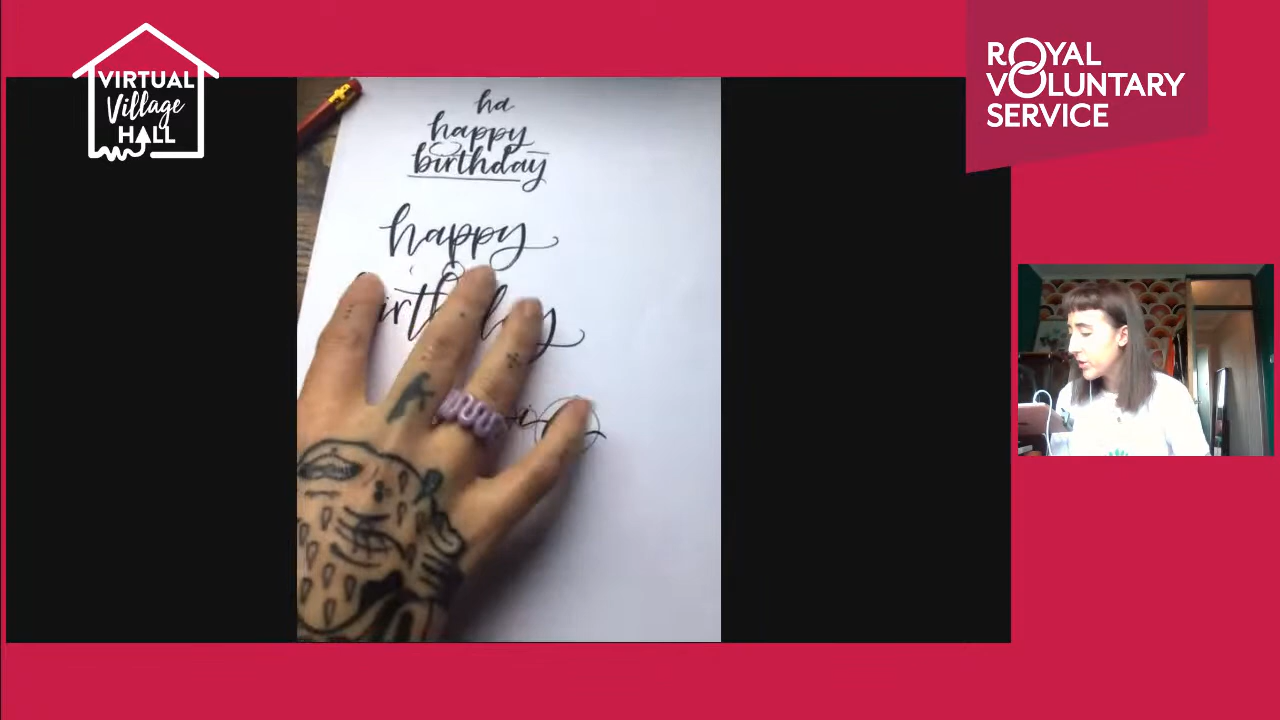 VIRTUAL
Village
HALL
ROYAL
VOLUNTARY
SERVICE
ha
happy
birthday
happy